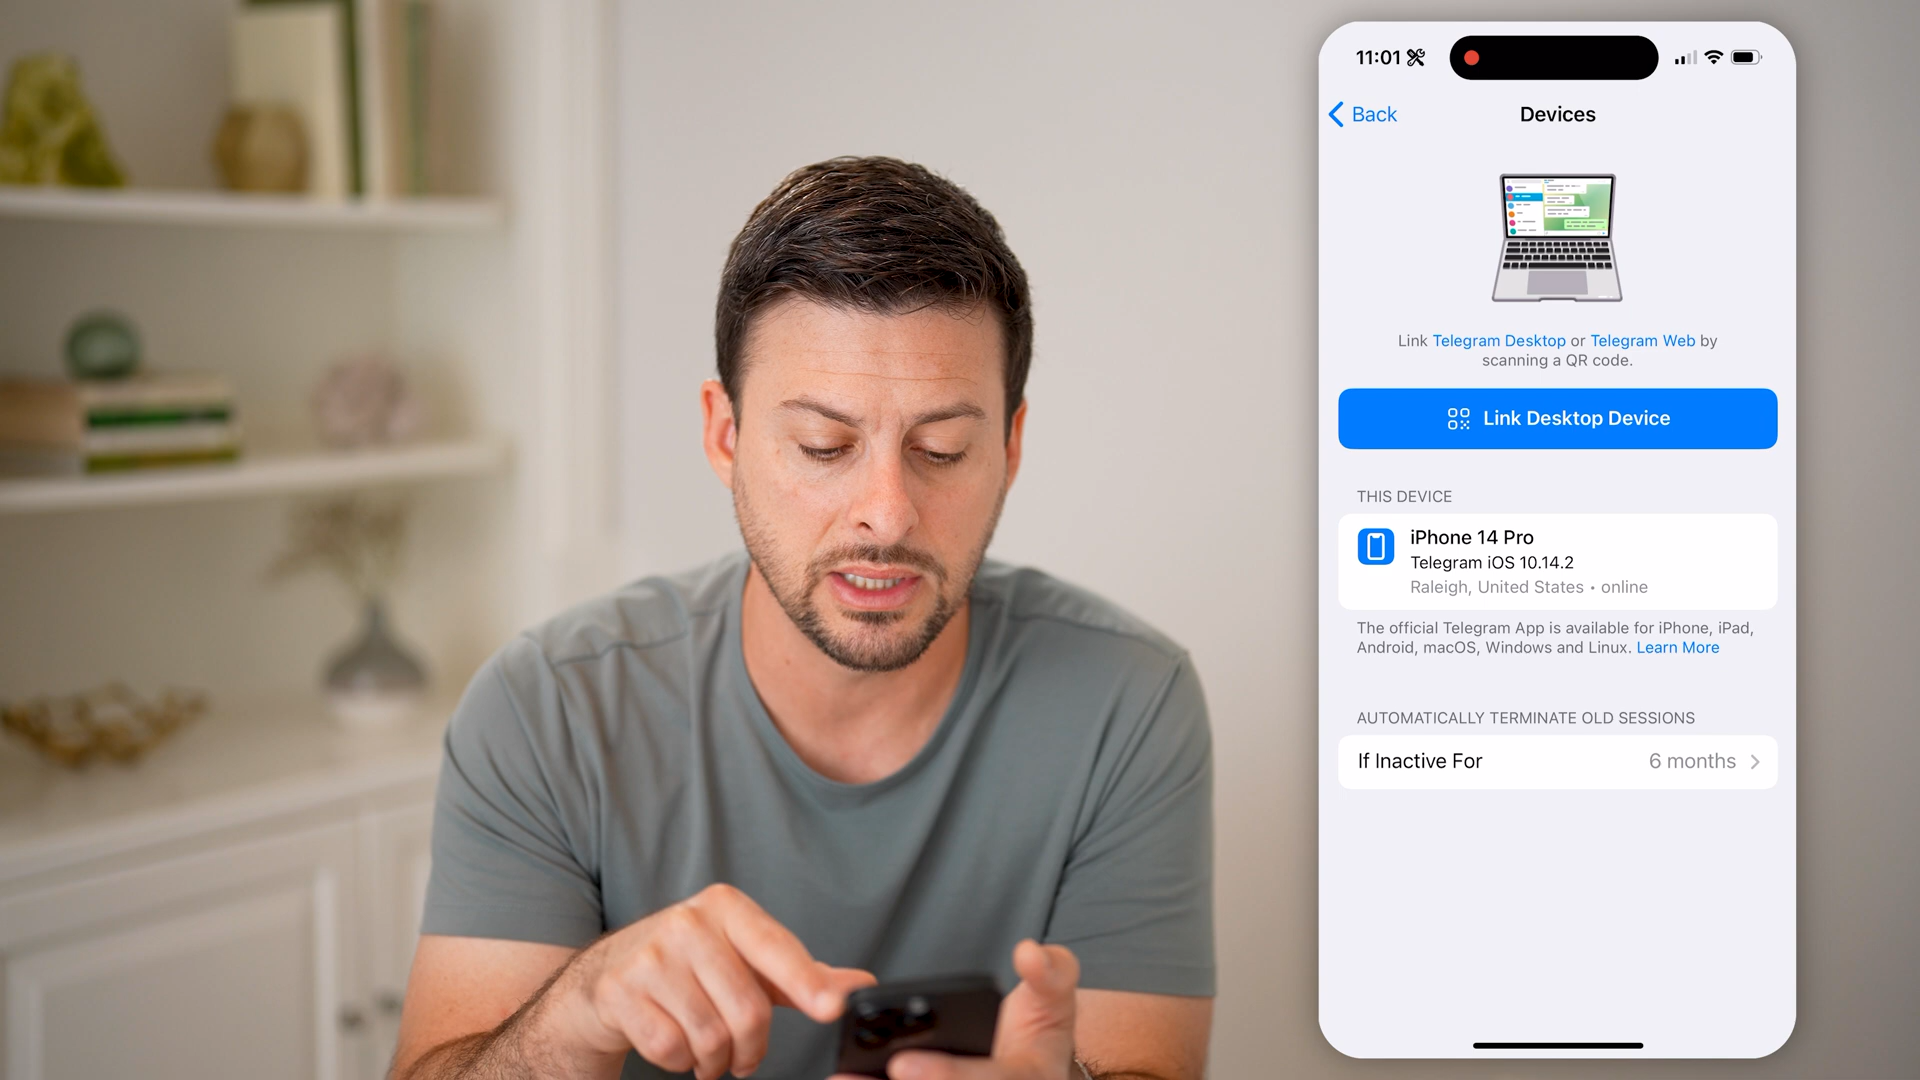 11:01
Back
Devices
Link Telegram Desktop or Telegram Web by
scanning a QR code.
Link Desktop Device
THIS DEVICE
iPhone 14 Pro
Telegram iOS 10.14.2
Raleigh, United States • online
The official Telegram App is available for iPhone, iPad,
Android, macOS, Windows and Linux. Learn More
AUTOMATICALLY TERMINATE OLD SESSIONS
If Inactive For
6 months